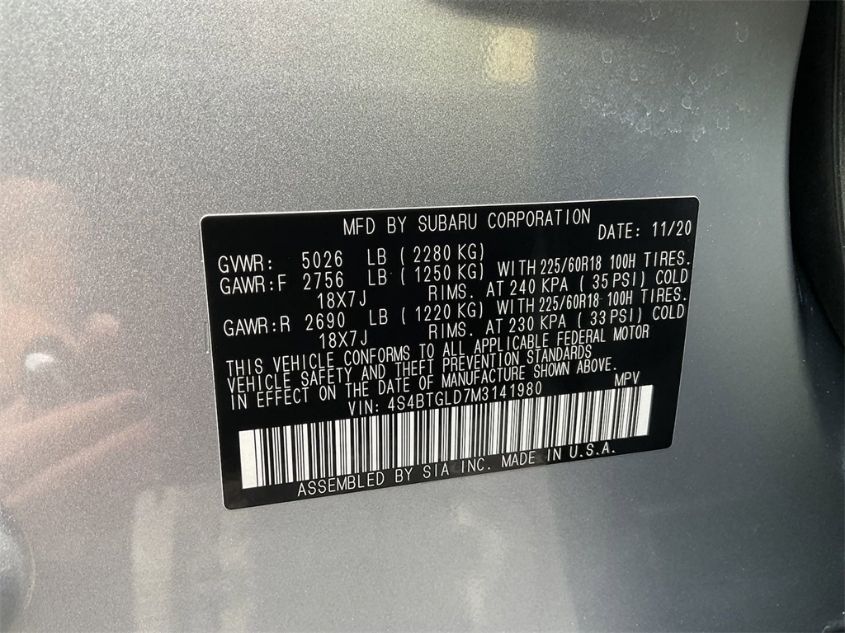 MFD BY SUBARU CORPORATION DATE: 11/20
GVWR: 5026 LB ( 2280 KG)
GAWR:F 2756 LB ( 1250 KG) WITH 225/60R18 100H TIRES.
18X7J RIMS. AT 240 KPA ( 35 PSI) COLD
GAWR:R 2690 LB ( 1220 KG) WITH 225/60R18 100H TIRES.
18X7J RIMS. AT 230 KPA ( 33 PSI) COLD
THIS VEHICLE CONFORMS TO ALL APPLICABLE FEDERAL MOTOR
VEHICLE SAFETY AND THEFT PREVENTION STANDARDS
IN EFFECT ON THE DATE OF MANUFACTURE SHOWN ABOVE.
VIN: 4S4BTGLD7M3141980 MPV
ASSEMBLED BY SIA INC. MADE IN U.S.A.